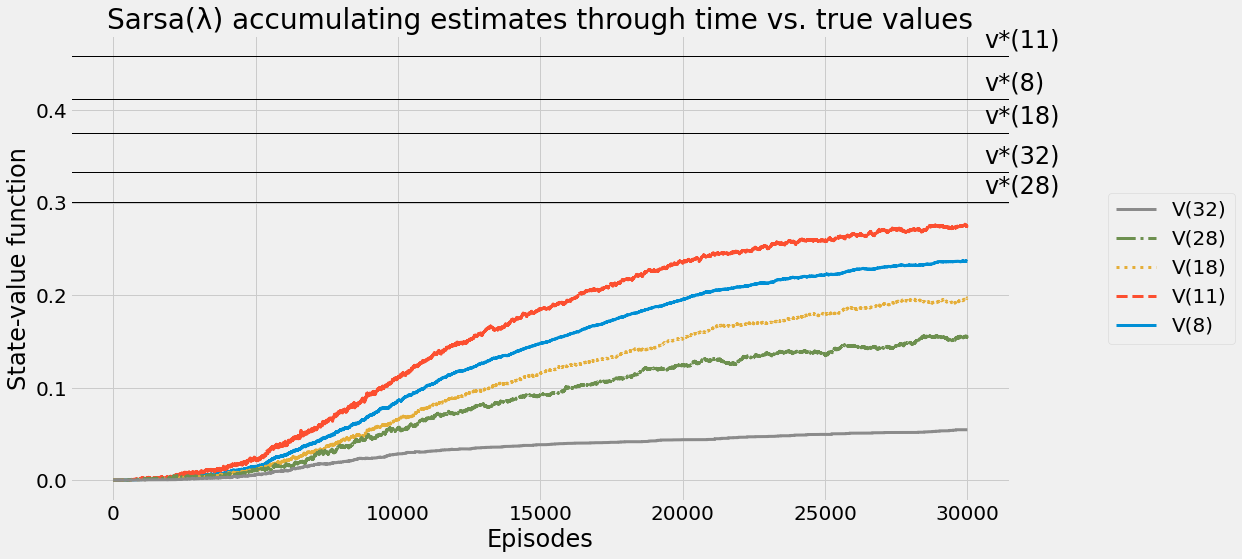 Sarsa(λ) accumulating estimates through time vs. true values
v*(11)
v*(8)
v*(18)
v*(32)
v*(28)
State-value function
0.4
0.3
0.2
0.1
0.0
0 5000 10000 15000 20000 25000 30000
Episodes
V(32)
V(28)
V(18)
V(11)
V(8)